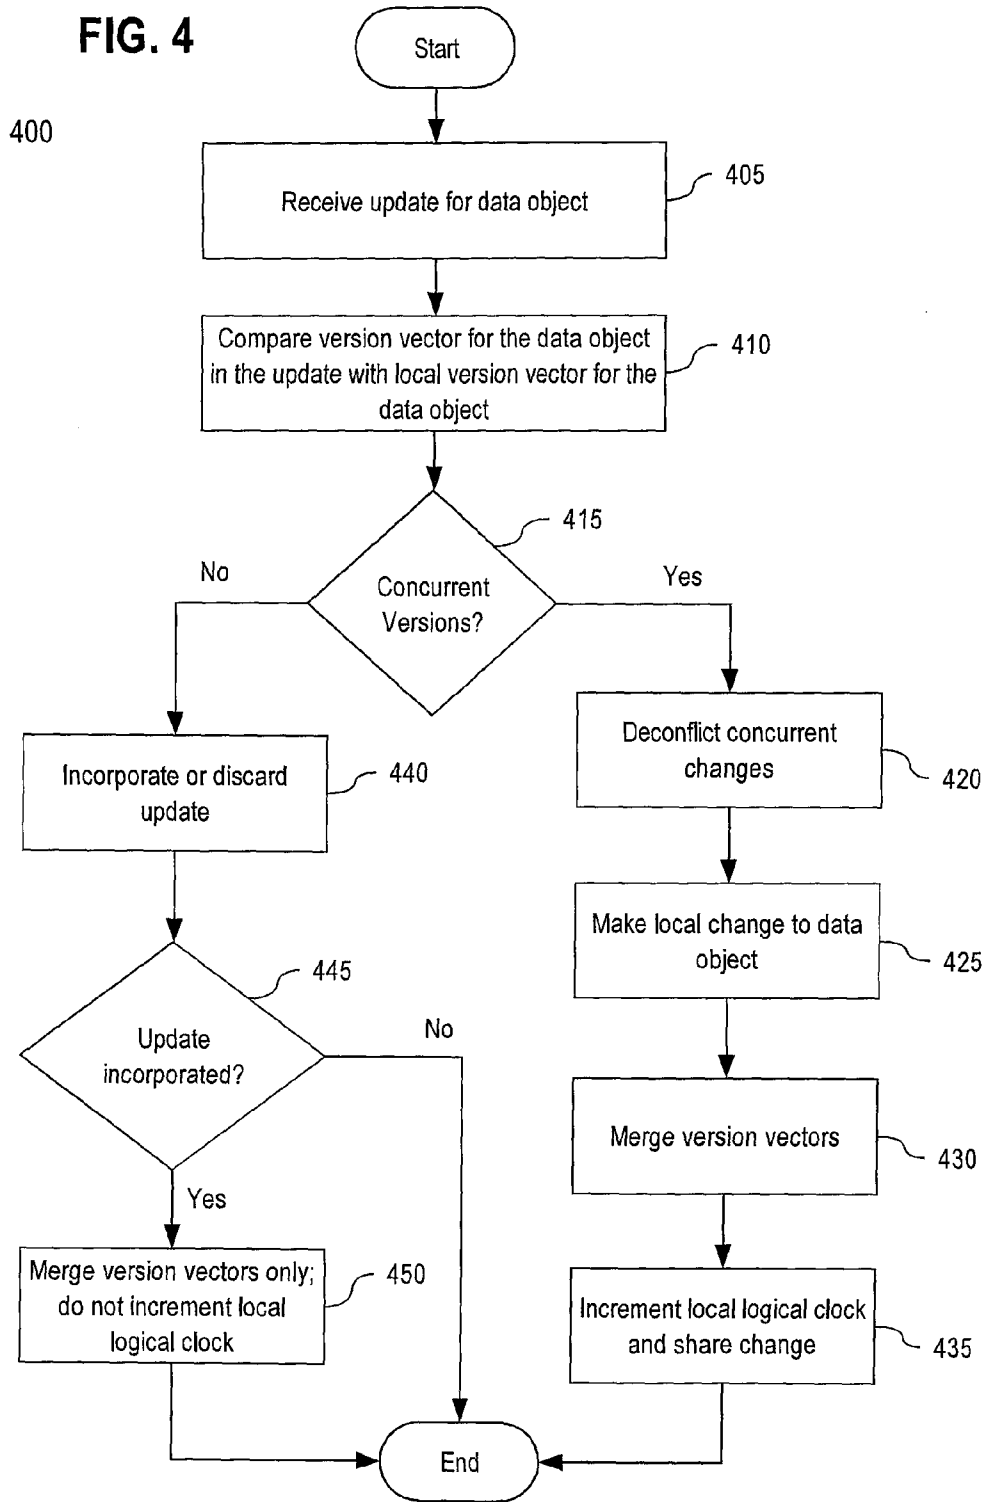 FIG. 4
Start
400
Receive update for data object
405
Compare version vector for the data object
in the update with local version vector for the
data object
410
Concurrent
Versions?
415
No
Yes
Deconflict concurrent
changes
420
Incorporate or discard
update
440
Make local change to data
object
425
Update
incorporated?
445
No
Yes
Merge version vectors
430
Merge version vectors only;
do not increment local
logical clock
450
Increment local logical clock
and share change
435
End